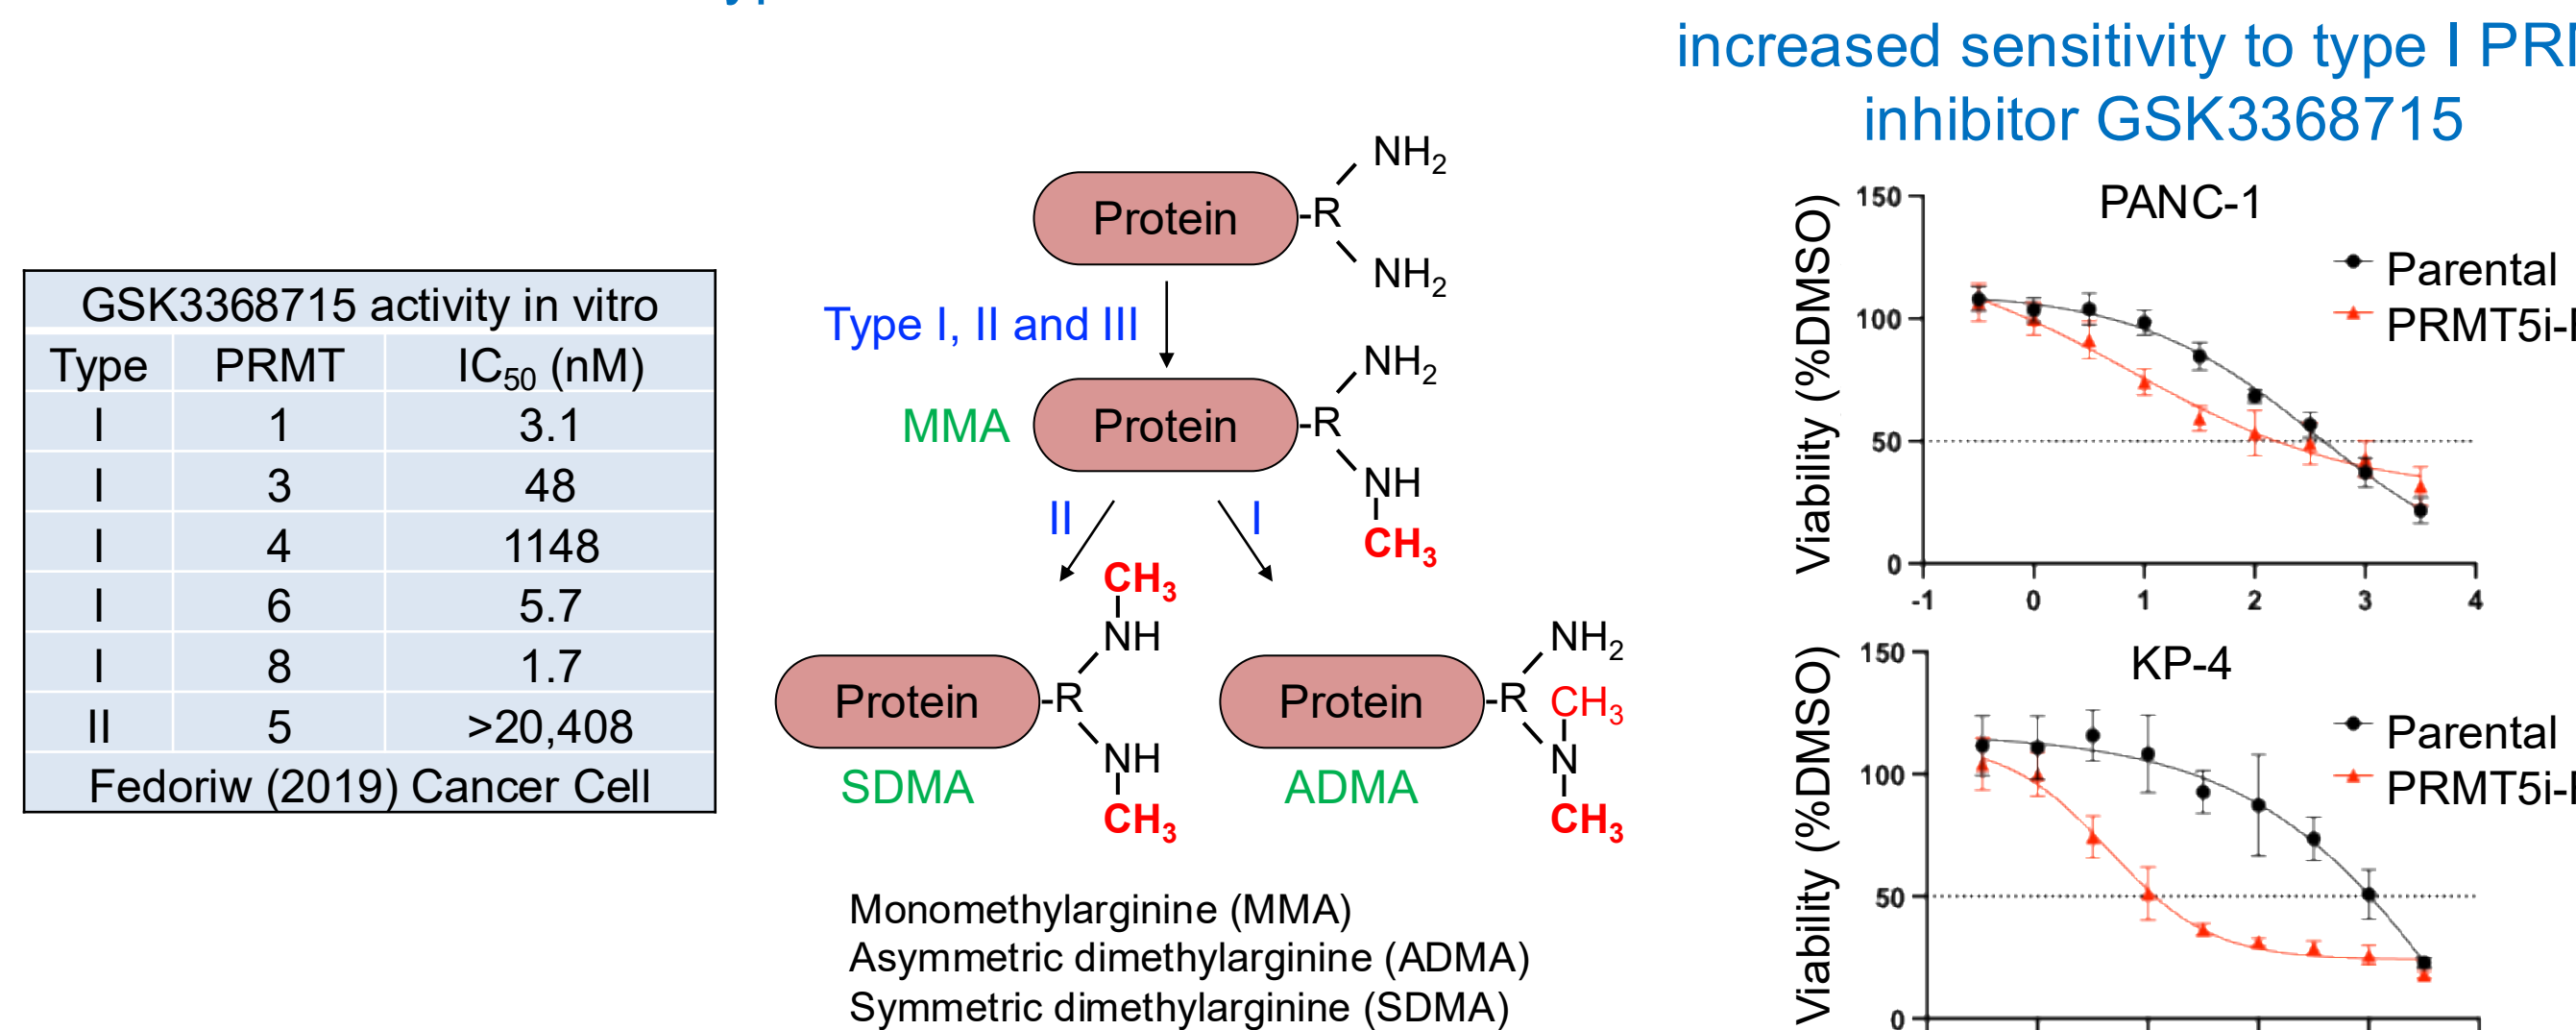 increased sensitivity to type I
inhibitor GSK3368715
GSK3368715 activity in vitro
Type PRMT IC50 (nM)
I 1 3.1
I 3 48
I 4 1148
I 6 5.7
I 8 1.7
II 5 >20,408
Fedoriw (2019) Cancer Cell
NH2
Protein -R
NH2
Type I, II and III
NH2
MMA Protein -R
NH
CH3
II I
CH3
NH
Protein -R
NH
CH3
SDMA
NH2
Protein -R
CH3
N
CH3
ADMA
Monomethylarginine (MMA)
Asymmetric dimethylarginine (ADMA)
Symmetric dimethylarginine (SDMA)
PANC-1
Viability (%DMSO)
150
100
50
0
-1 0 1 2 3 4
Parental
KP-4
Viability (%DMSO)
150
100
50
0
Parental